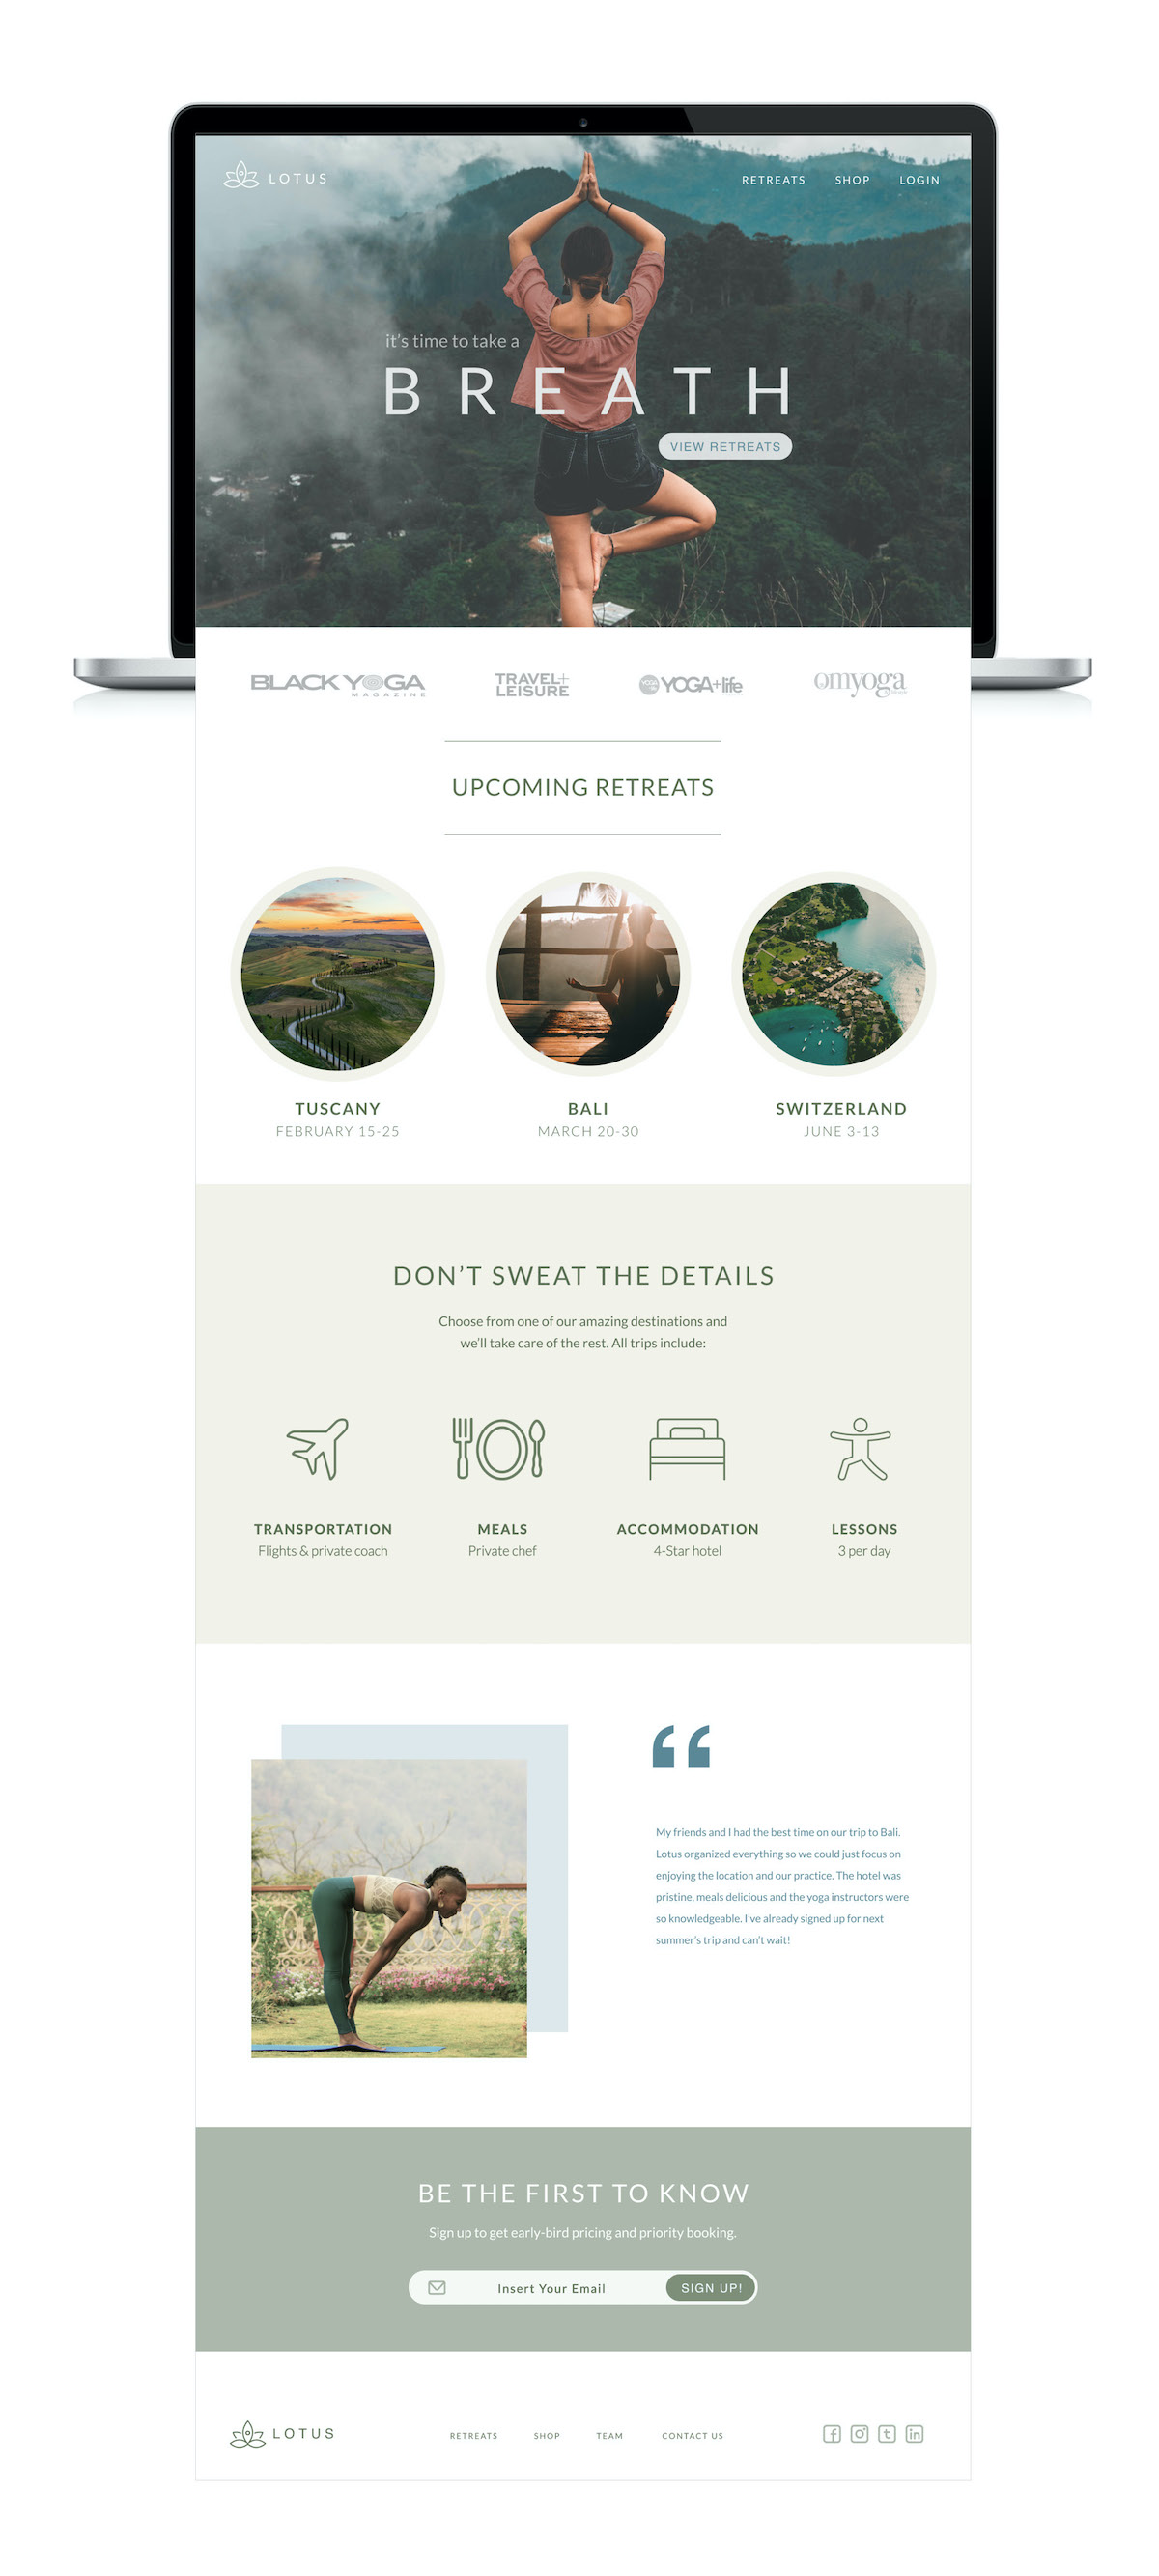 LOTUS
RETREATS SHOP LOGIN
it's time to take a
BREATH
VIEW RETREATS
BLACK YOGA
MAGAZINE
TRAVEL+
LEISURE
YOGA+life
omyoga
UPCOMING RETREATS
TUSCANY
FEBRUARY 15-25
BALI
MARCH 20-30
SWITZERLAND
JUNE 3-13
DON'T SWEAT THE DETAILS
Choose from one of our amazing destinations and
we'll take care of the rest. All trips include:
TRANSPORTATION
Flights & private coach
MEALS
Private chef
ACCOMMODATION
4-Star hotel
LESSONS
3 per day
“
My friends and I had the best time on our trip to Bali.
Lotus organized everything so we could just focus on
enjoying the location and our practice. The hotel was
pristine, meals delicious and the yoga instructors were
so knowledgeable. I've already signed up for next
summer's trip and can't wait!
BE THE FIRST TO KNOW
Sign up to get early-bird pricing and priority booking.
Insert Your Email
SIGN UP!
LOTUS
RETREATS SHOP TEAM CONTACT US